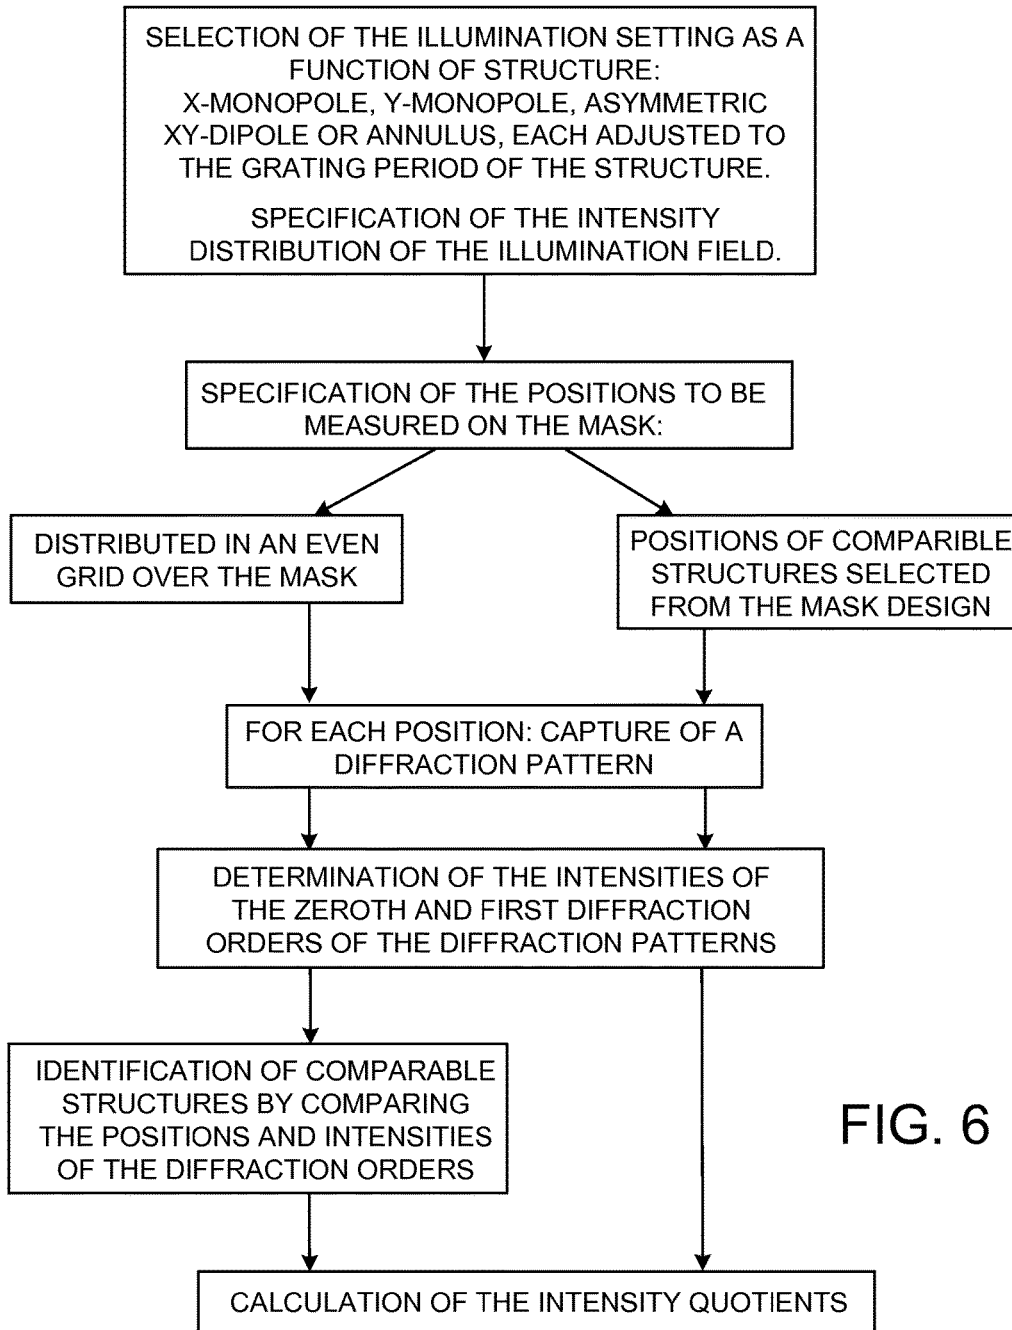 SELECTION OF THE ILLUMINATION SETTING AS A
FUNCTION OF STRUCTURE:
X-MONOPOLE, Y-MONOPOLE, ASYMMETRIC
XY-DIPOLE OR ANNULUS, EACH ADJUSTED TO
THE GRATING PERIOD OF THE STRUCTURE.
SPECIFICATION OF THE INTENSITY
DISTRIBUTION OF THE ILLUMINATION FIELD.
SPECIFICATION OF THE POSITIONS TO BE
MEASURED ON THE MASK:
DISTRIBUTED IN AN EVEN
GRID OVER THE MASK
POSITIONS OF COMPARIBLE
STRUCTURES SELECTED
FROM THE MASK DESIGN
FOR EACH POSITION: CAPTURE OF A
DIFFRACTION PATTERN
DETERMINATION OF THE INTENSITIES OF
THE ZEROTH AND FIRST DIFFRACTION
ORDERS OF THE DIFFRACTION PATTERNS
IDENTIFICATION OF COMPARABLE
STRUCTURES BY COMPARING
THE POSITIONS AND INTENSITIES
OF THE DIFFRACTION ORDERS
FIG. 6
CALCULATION OF THE INTENSITY QUOTIENTS